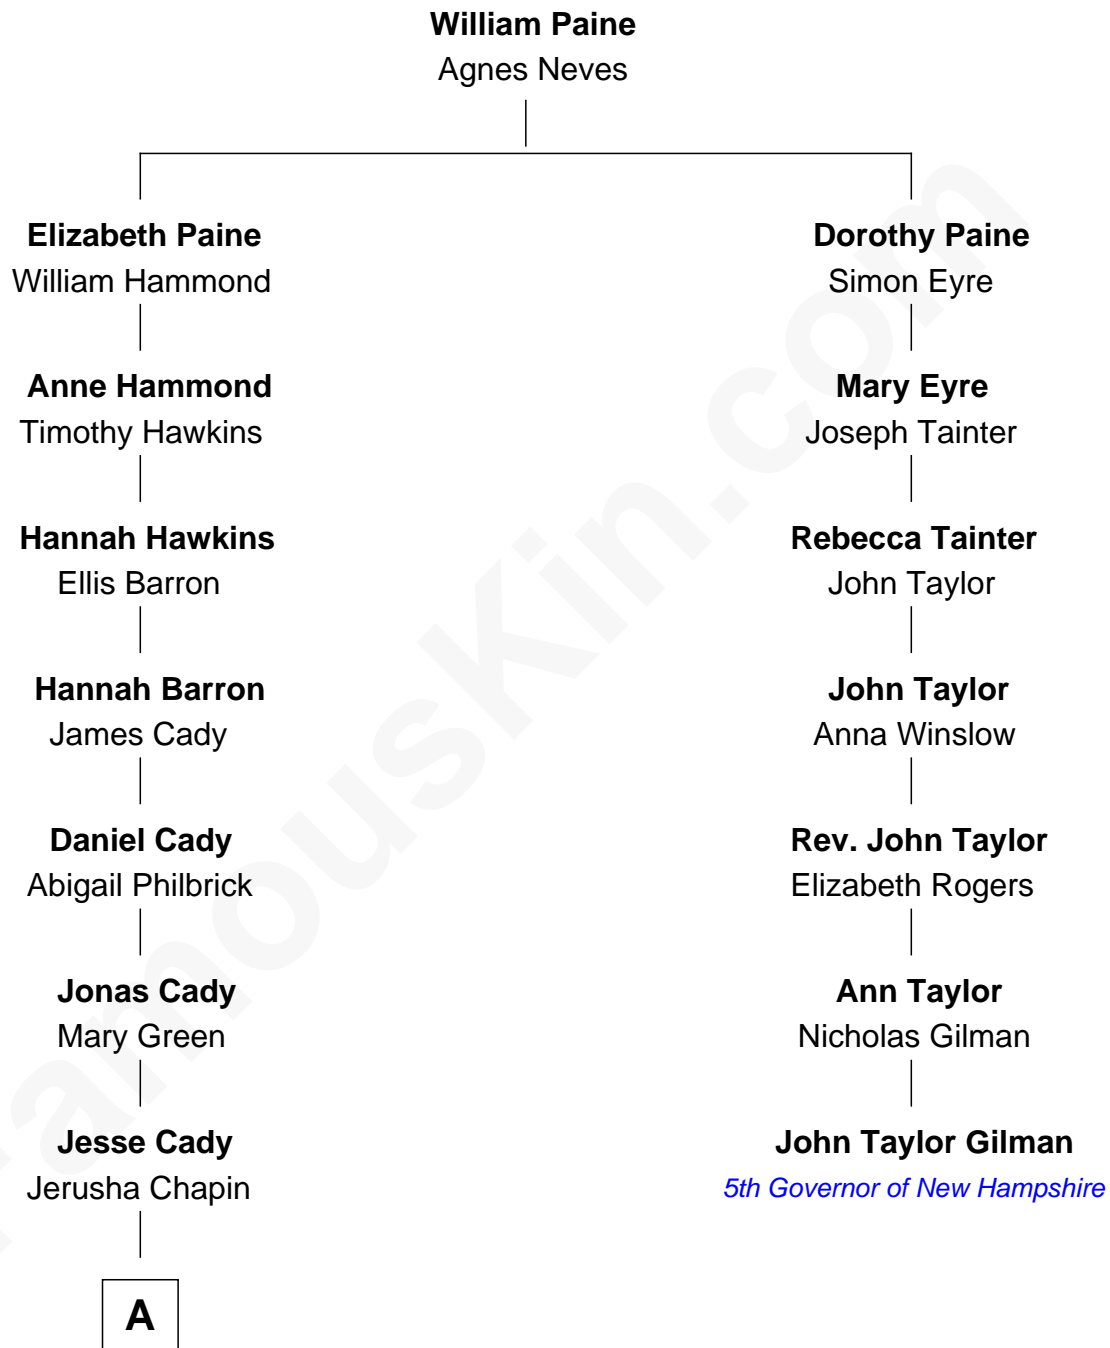 William Paine
Agnes Neves
Elizabeth Paine
William Hammond
Dorothy Paine
Simon Eyre
Anne Hammond
Timothy Hawkins
Mary Eyre
Joseph Tainter
Hannah Hawkins
Ellis Barron
Rebecca Tainter
John Taylor
Hannah Barron
James Cady
John Taylor
Anna Winslow
Daniel Cady
Abigail Philbrick
Rev. John Taylor
Elizabeth Rogers
Jonas Cady
Mary Green
Ann Taylor
Nicholas Gilman
Jesse Cady
Jerusha Chapin
John Taylor Gilman
5th Governor of New Hampshire
A
FamousKin.com